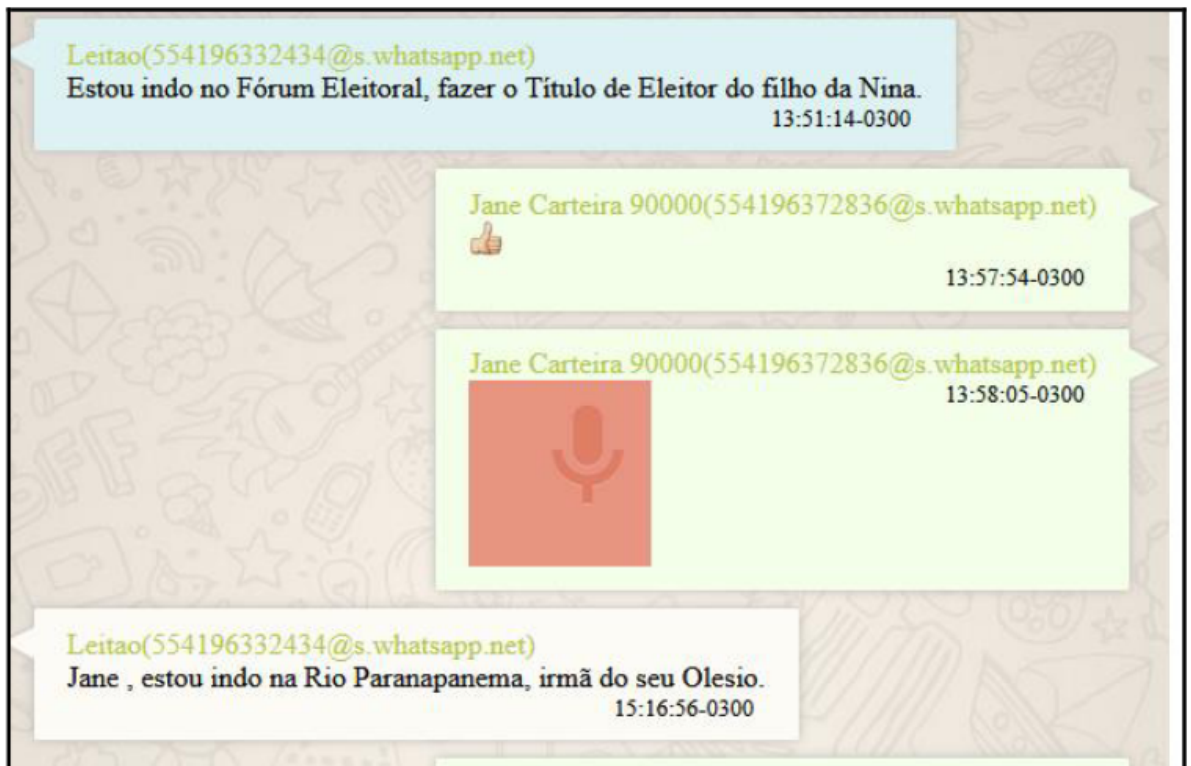 Leitao(554196332434@s.whatsapp.net)
Estou indo no Fórum Eleitoral, fazer o Título de Eleitor do filho da Nina.
13:51:14-0300
Jane Carteira 90000(554196372836@s.whatsapp.net)
13:57:54-0300
Jane Carteira 90000(554196372836@s.whatsapp.net)
13:58:05-0300
Leitao(554196332434@s.whatsapp.net)
Jane , estou indo na Rio Paranapanema, irmã do seu Olesio.
15:16:56-0300